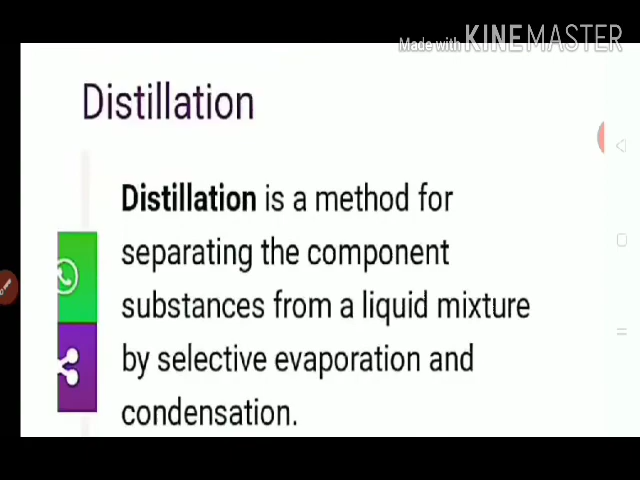 Made with KINEMASTER
Distillation
Distillation is a method for
separating the component
substances from a liquid mixture
by selective evaporation and
condensation.